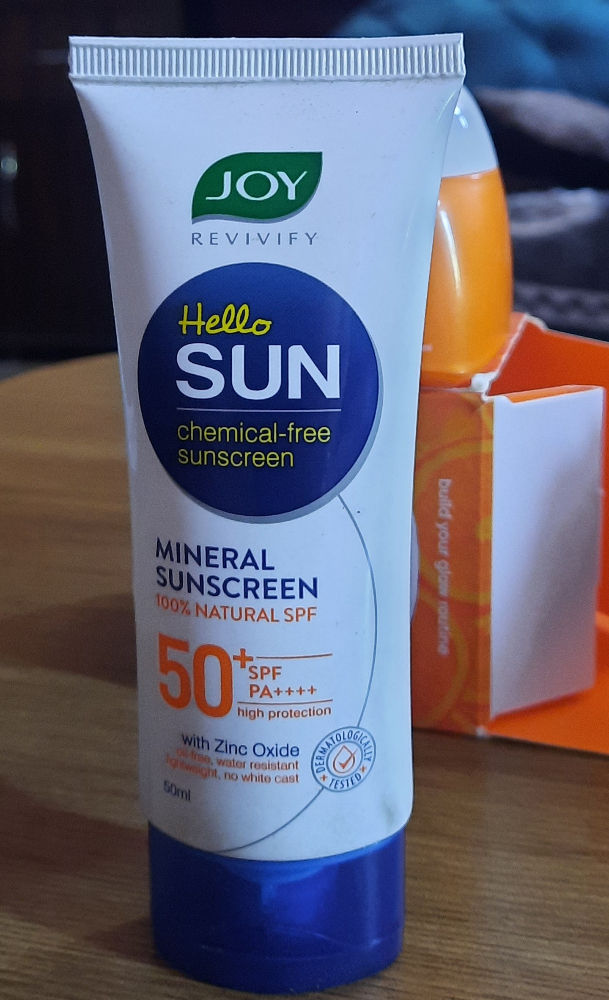 JOY
REVIVIFY
Hello
SUN
chemical-free
sunscreen
MINERAL
SUNSCREEN
100% NATURAL SPF
50+
SPF
PA++++
high protection
with Zinc Oxide
oil-free, water resistant
lightweight, no white cast
50ml
DERMATOLOGICALLY
TESTED
build your glow routine